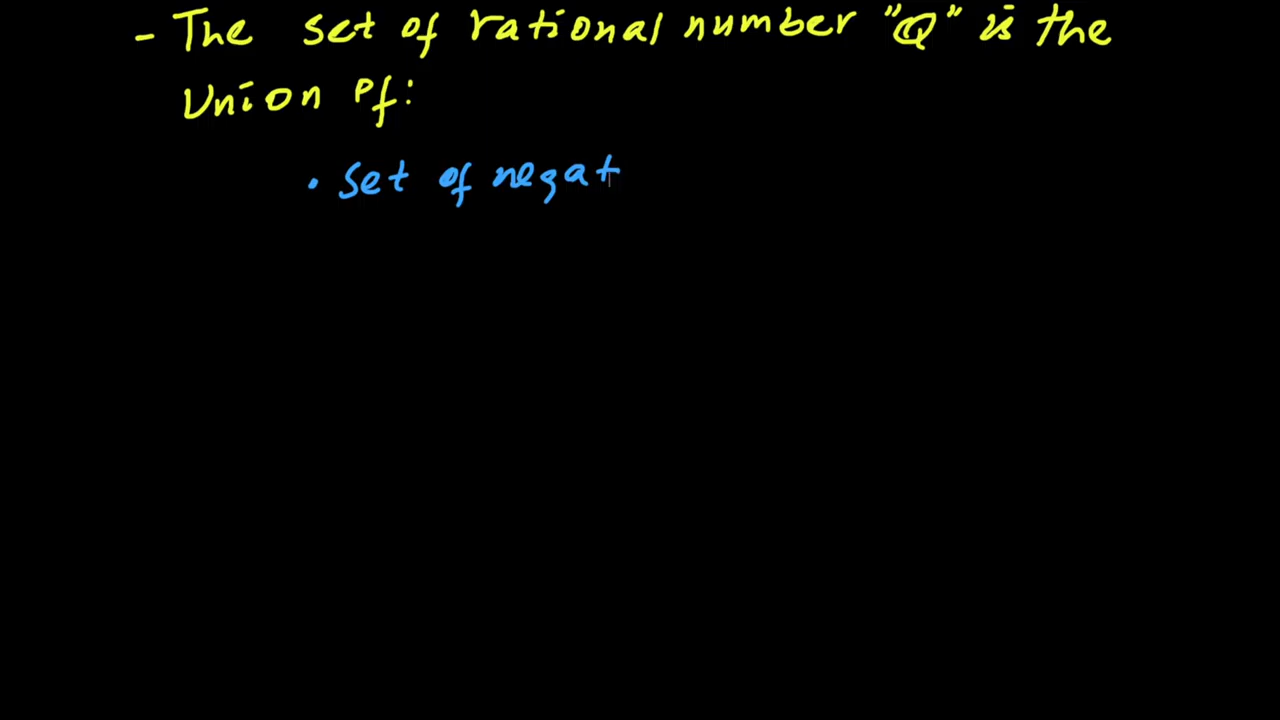 - The set of rational number "Q" is the
Union Pf:
• set of negat